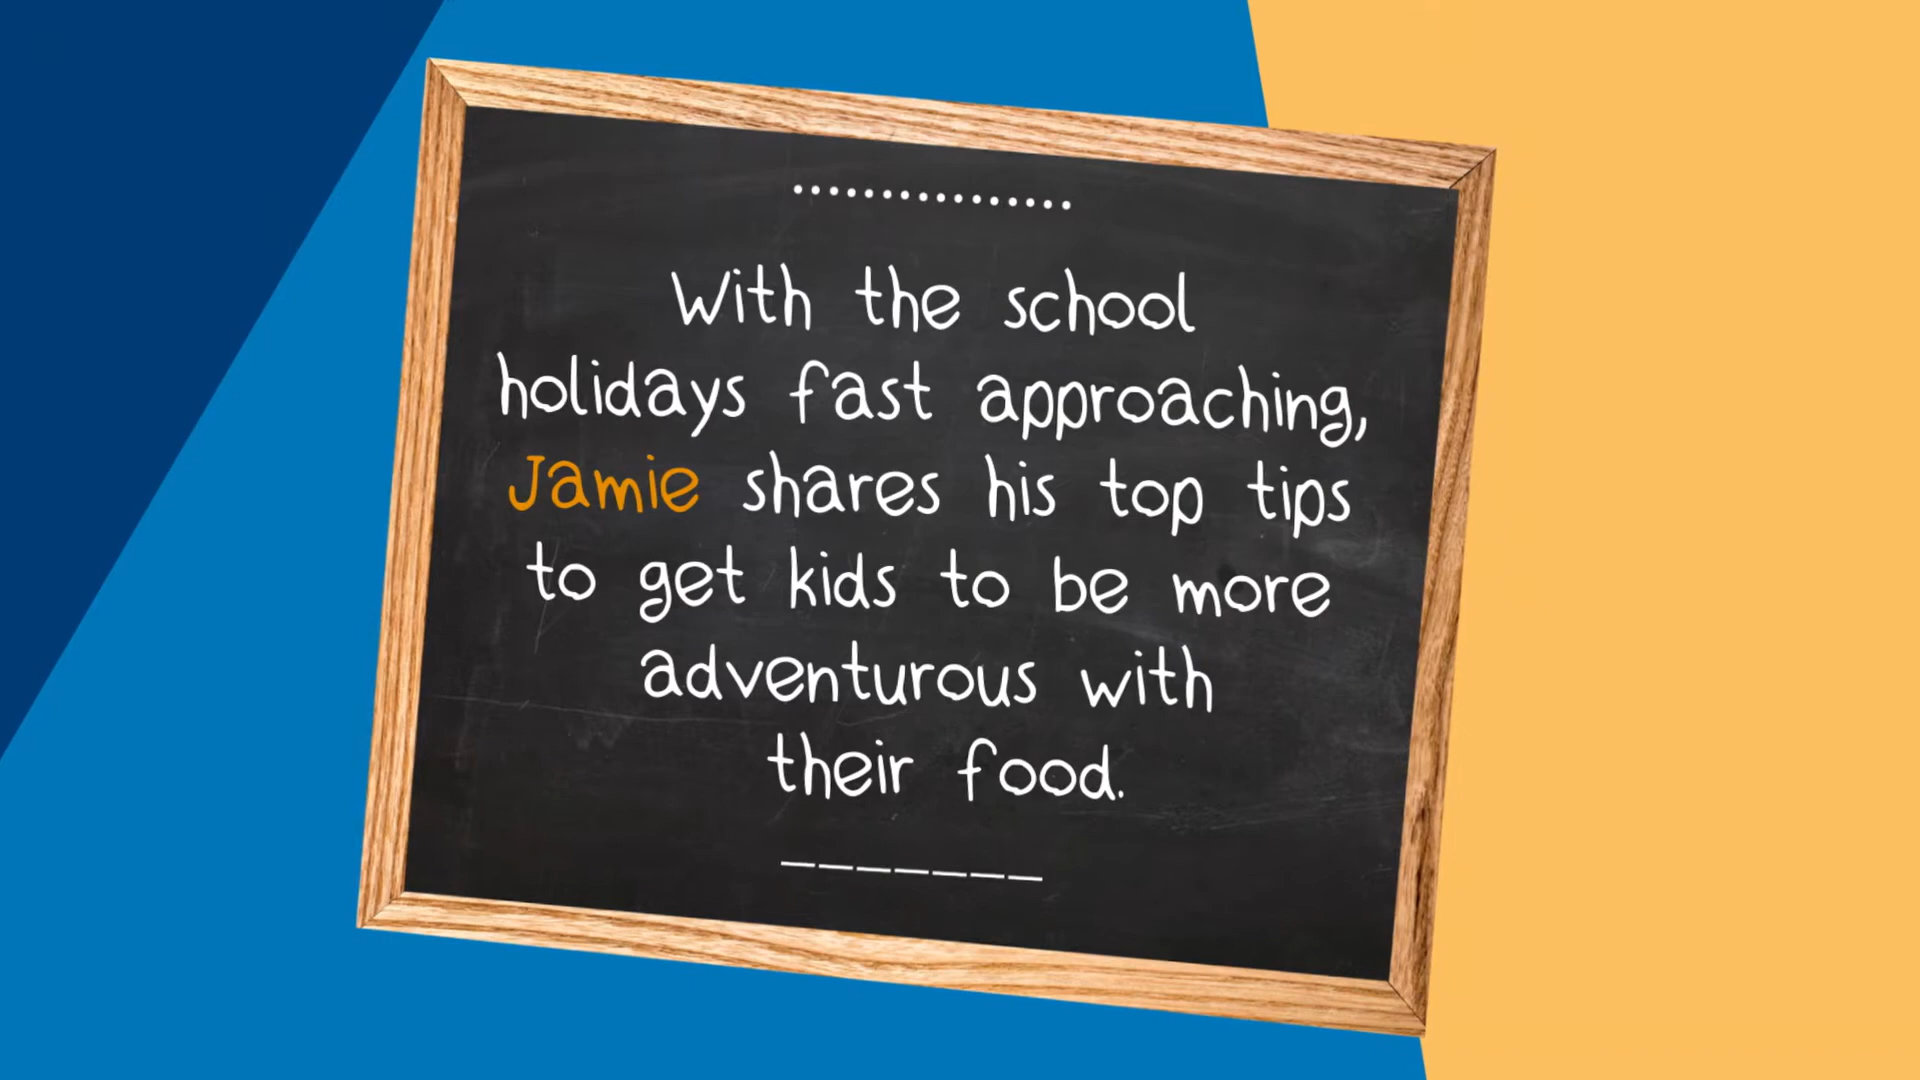 With the school
holidays fast approaching,
Jamie shares his top tips
to get kids to be more
adventurous with
their food.